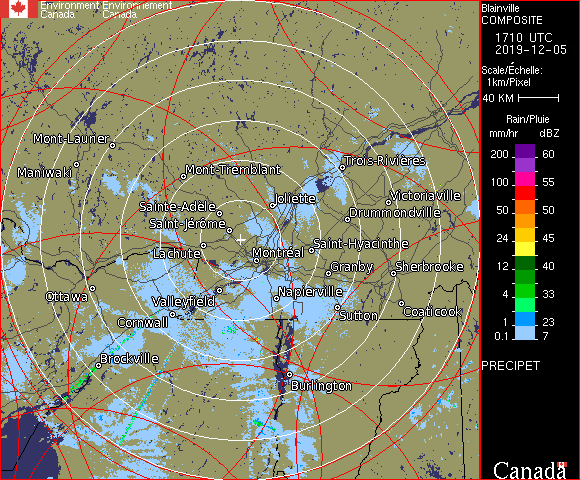 Environment Environnement
Canada Canada
Blainville
COMPOSITE
1710 UTC
2019-12-05
Scale/Échelle:
1km/Pixel
40 KM
Rain/Pluie
mm/hr dBZ
200 60
100 55
50 50
24 45
12 40
4 33
1 23
0.1 7
PRECIPET
Canada
Mont-Laurier
Maniwaki
Mont-Tremblant
Trois-Rivières
Joliette
Victoriaville
Sainte-Adèle
Drummondville
Saint-Jérôme
Lachute
Montréal
Saint-Hyacinthe
Granby
Sherbrooke
Ottawa
Valleyfield
Napierville
Cornwall
Sutton
Coaticook
Brockville
Burlington